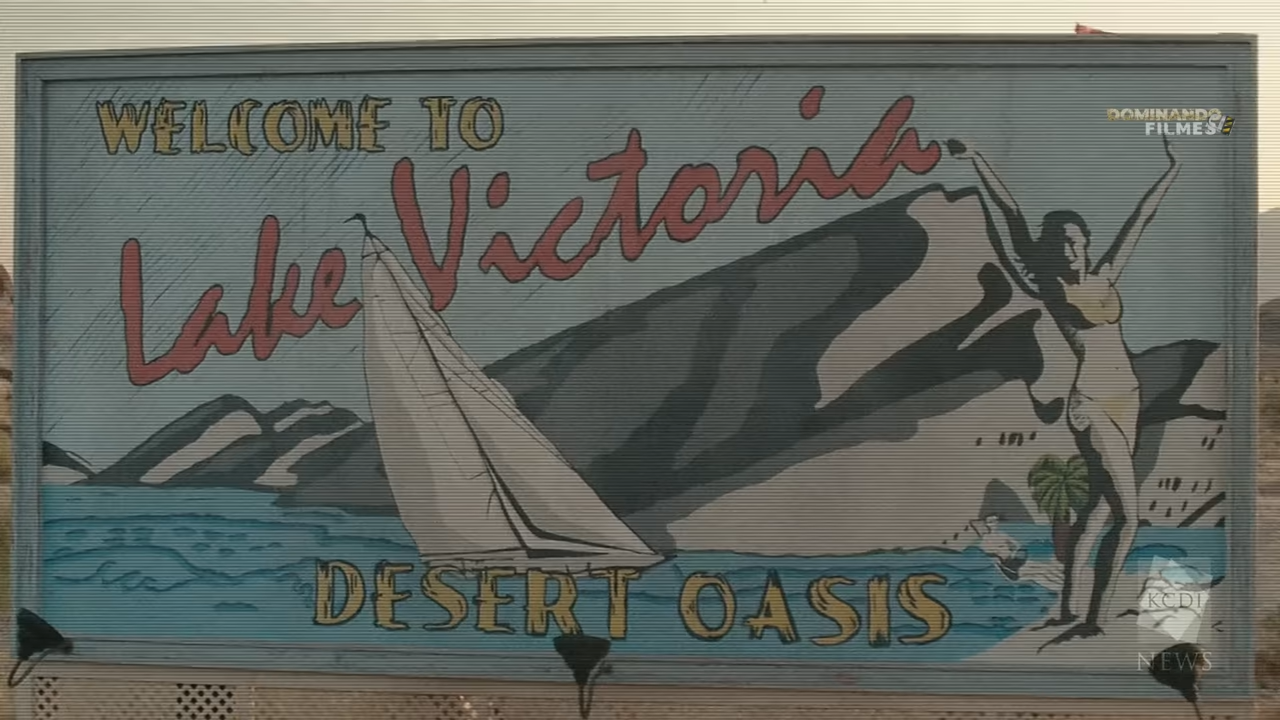 WELCOME TO
Lake Victoria
DOMINANDO
FILMES
DESERT OASIS
KCDI
NEWS